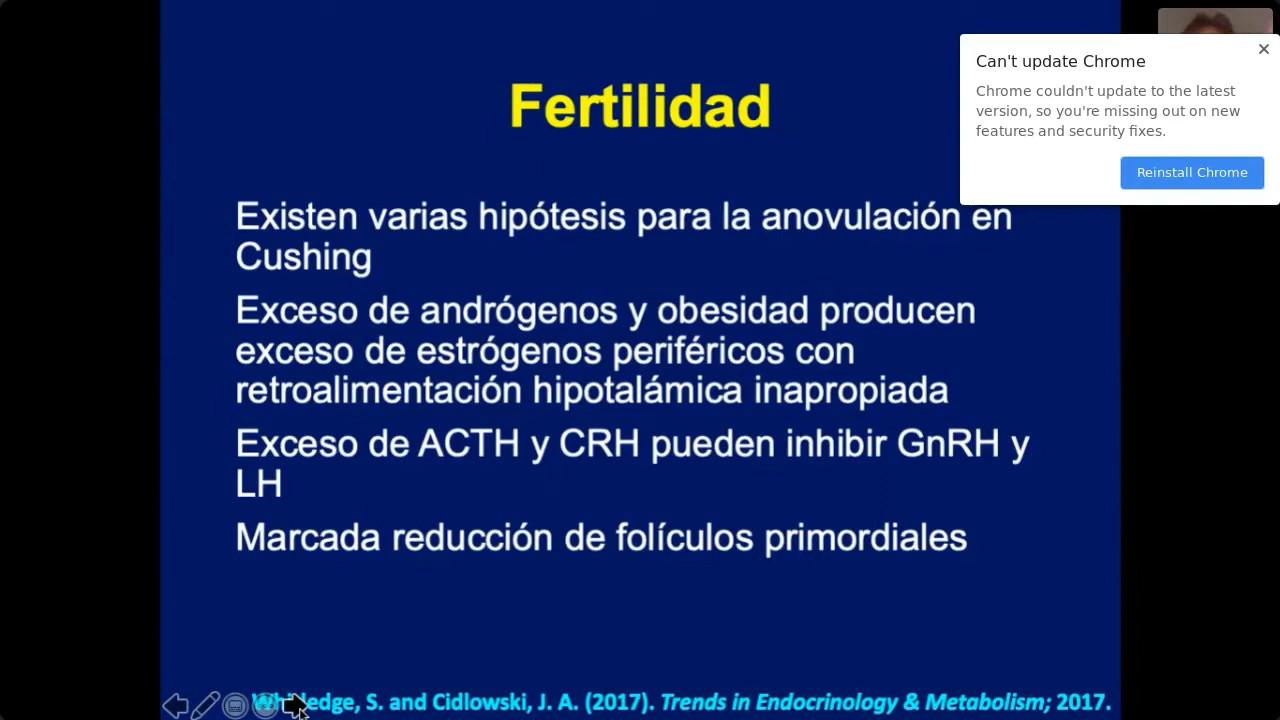 Fertilidad
Existen varias hipótesis para la anovulación en
Cushing
Exceso de andrógenos y obesidad producen
exceso de estrógenos periféricos con
retroalimentación hipotalámica inapropiada
Exceso de ACTH y CRH pueden inhibir GnRH y
LH
Marcada reducción de folículos primordiales
S. and Cidlowski, J. A. (2017). Trends in Endocrinology & Metabolism; 2017.
Can't update Chrome
Chrome couldn't update to the latest
version, so you're missing out on new
features and security fixes.
Reinstall Chrome